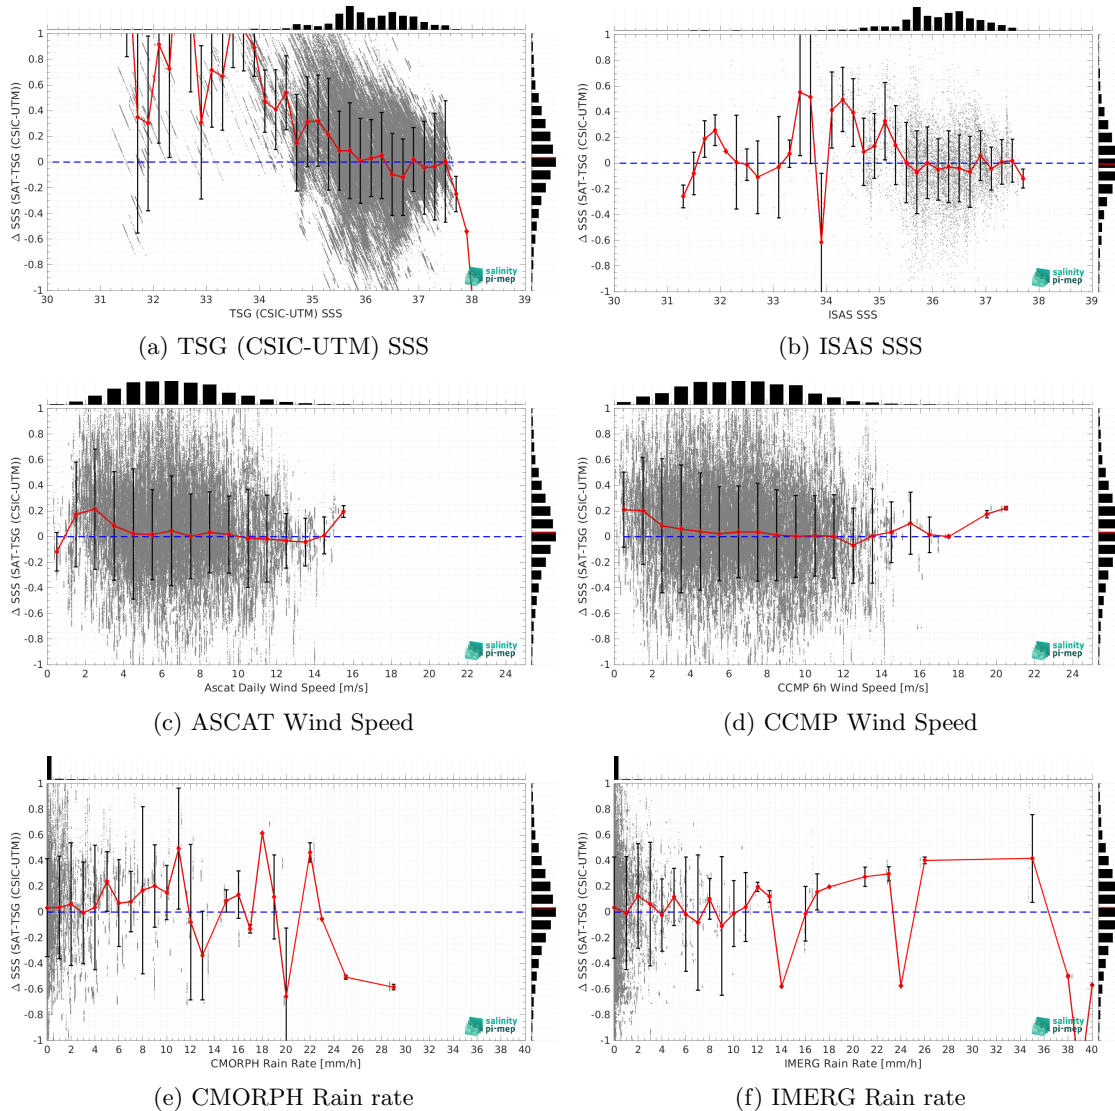 Δ SSS (SAT-TSG (CSIC-UTM))
1
0.8
0.6
0.4
0.2
0
-0.2
-0.4
-0.6
-0.8
-1
30 31 32 33 34 35 36 37 38 39
TSG (CSIC-UTM) SSS
salinity
pi-mep
(a) TSG (CSIC-UTM) SSS
Δ SSS (SAT-TSG (CSIC-UTM))
1
0.8
0.6
0.4
0.2
0
-0.2
-0.4
-0.6
-0.8
-1
30 31 32 33 34 35 36 37 38 39
ISAS SSS
salinity
pi-mep
(b) ISAS SSS
Δ SSS (SAT-TSG (CSIC-UTM))
1
0.8
0.6
0.4
0.2
0
-0.2
-0.4
-0.6
-0.8
-1
0 2 4 6 8 10 12 14 16 18 20 22 24
Ascat Daily Wind Speed [m/s]
salinity
pi-mep
(c) ASCAT Wind Speed
Δ SSS (SAT-TSG (CSIC-UTM))
1
0.8
0.6
0.4
0.2
0
-0.2
-0.4
-0.6
-0.8
-1
0 2 4 6 8 10 12 14 16 18 20 22 24
CCMP 6h Wind Speed [m/s]
salinity
pi-mep
(d) CCMP Wind Speed
Δ SSS (SAT-TSG (CSIC-UTM))
1
0.8
0.6
0.4
0.2
0
-0.2
-0.4
-0.6
-0.8
-1
0 2 4 6 8 10 12 14 16 18 20 22 24 26 28 30 32 34 36 38 40
CMORPH Rain Rate [mm/h]
salinity
pi-mep
(e) CMORPH Rain rate
Δ SSS (SAT-TSG (CSIC-UTM))
1
0.8
0.6
0.4
0.2
0
-0.2
-0.4
-0.6
-0.8
-1
0 2 4 6 8 10 12 14 16 18 20 22 24 26 28 30 32 34 36 38 40
IMERG Rain Rate [mm/h]
salinity
pi-mep
(f) IMERG Rain rate